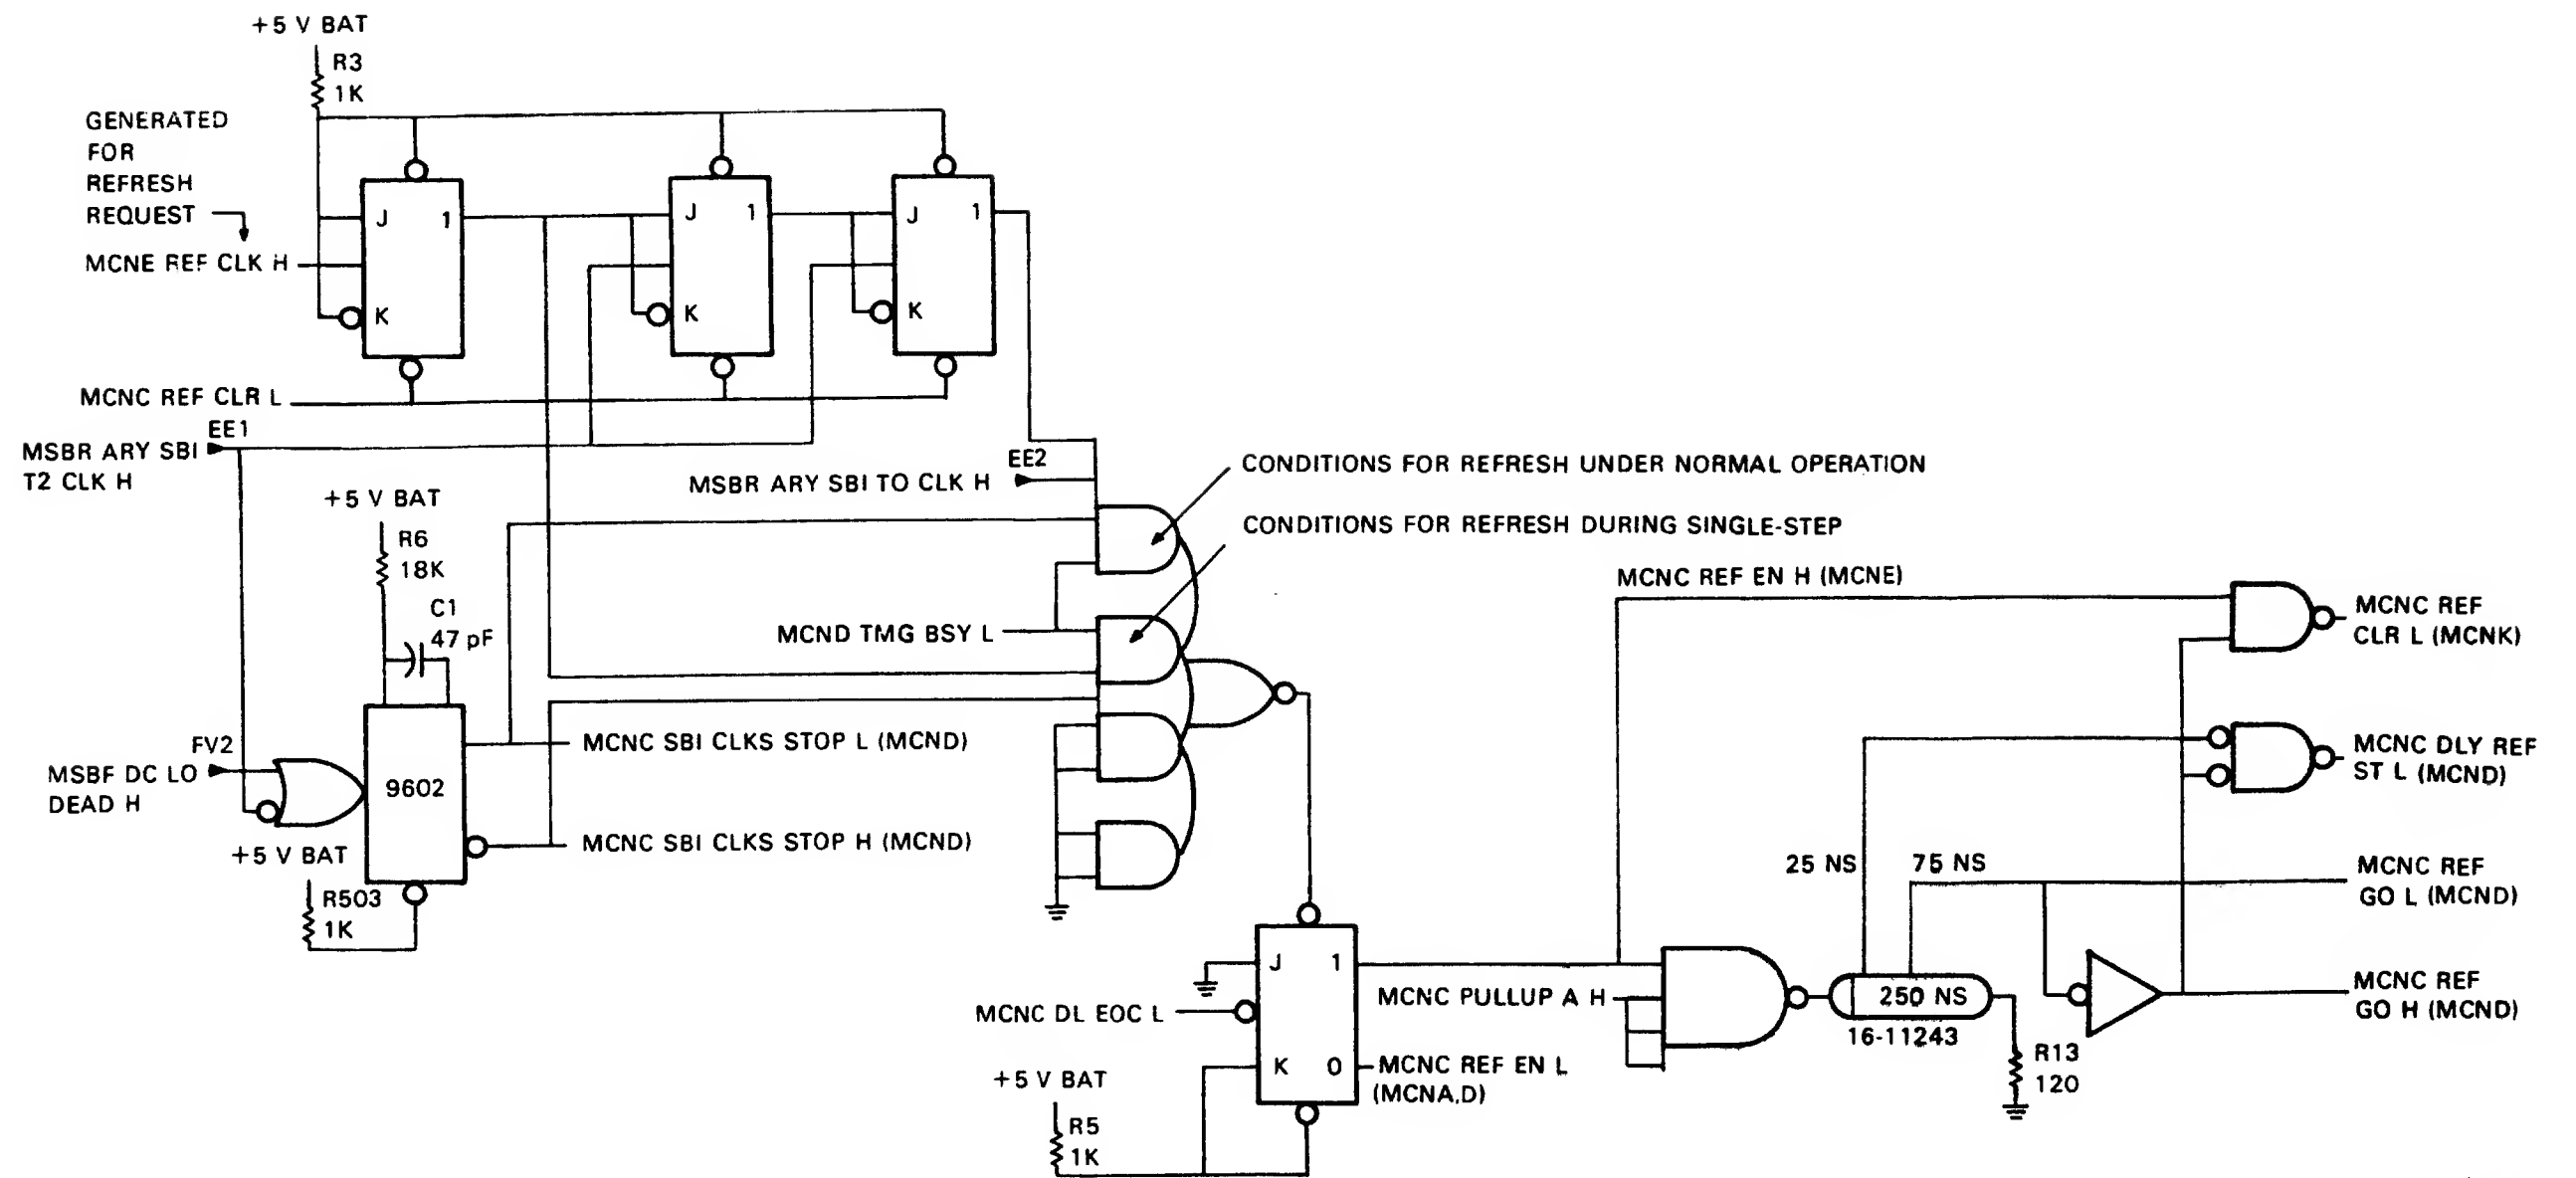 +5 V BAT
R3
1K
GENERATED
FOR
REFRESH
REQUEST
MCNE REF CLK H
J 1
K
J 1
K
J 1
K
MCNC REF CLR L
EE1
MSBR ARY SBI
T2 CLK H
EE2
MSBR ARY SBI TO CLK H
CONDITIONS FOR REFRESH UNDER NORMAL OPERATION
CONDITIONS FOR REFRESH DURING SINGLE-STEP
+5 V BAT
R6
18K
C1
47 pF
MCND TMG BSY L
MCNC REF EN H (MCNE)
MCNC REF
CLR L (MCNK)
FV2
MSBF DC LO
DEAD H
9602
MCNC SBI CLKS STOP L (MCND)
MCNC SBI CLKS STOP H (MCND)
MCNC DLY REF
ST L (MCND)
+5 V BAT
R503
1K
25 NS
75 NS
MCNC REF
GO L (MCND)
J 1
MCNC DL EOC L
K 0
MCNC PULLUP A H
MCNC REF EN L
(MCNA,D)
250 NS
16-11243
R13
120
MCNC REF
GO H (MCND)
+5 V BAT
R5
1K